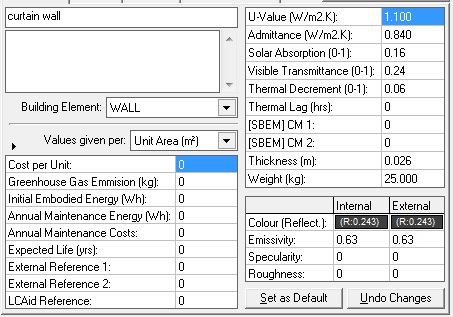 curtain wall
Building Element: WALL
Values given per: Unit Area (m²)
Cost per Unit: 0
Greenhouse Gas Emmision (kg): 0
Initial Embodied Energy (Wh): 0
Annual Maintenance Energy (Wh): 0
Annual Maintenance Costs: 0
Expected Life (yrs): 0
External Reference 1: 0
External Reference 2: 0
LCAid Reference: 0
U-Value (W/m2.K): 1.100
Admittance (W/m2.K): 0.840
Solar Absorption (0-1): 0.16
Visible Transmittance (0-1): 0.24
Thermal Decrement (0-1): 0.06
Thermal Lag (hrs): 0
[SBEM] CM 1: 0
[SBEM] CM 2: 0
Thickness (m): 0.026
Weight (kg): 25.000
Internal External
Colour (Reflect.): (R:0.243) (R:0.243)
Emissivity: 0.63 0.63
Specularity: 0 0
Roughness: 0 0
Set as Default Undo Changes